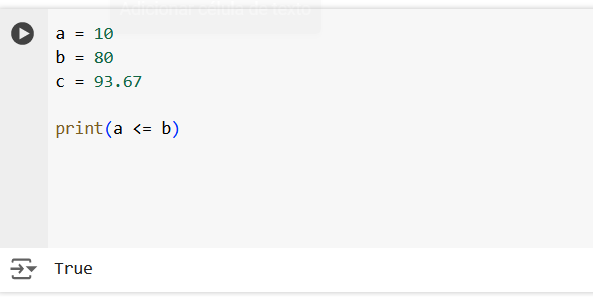 a = 10
b = 80
c = 93.67
print(a <= b)
True